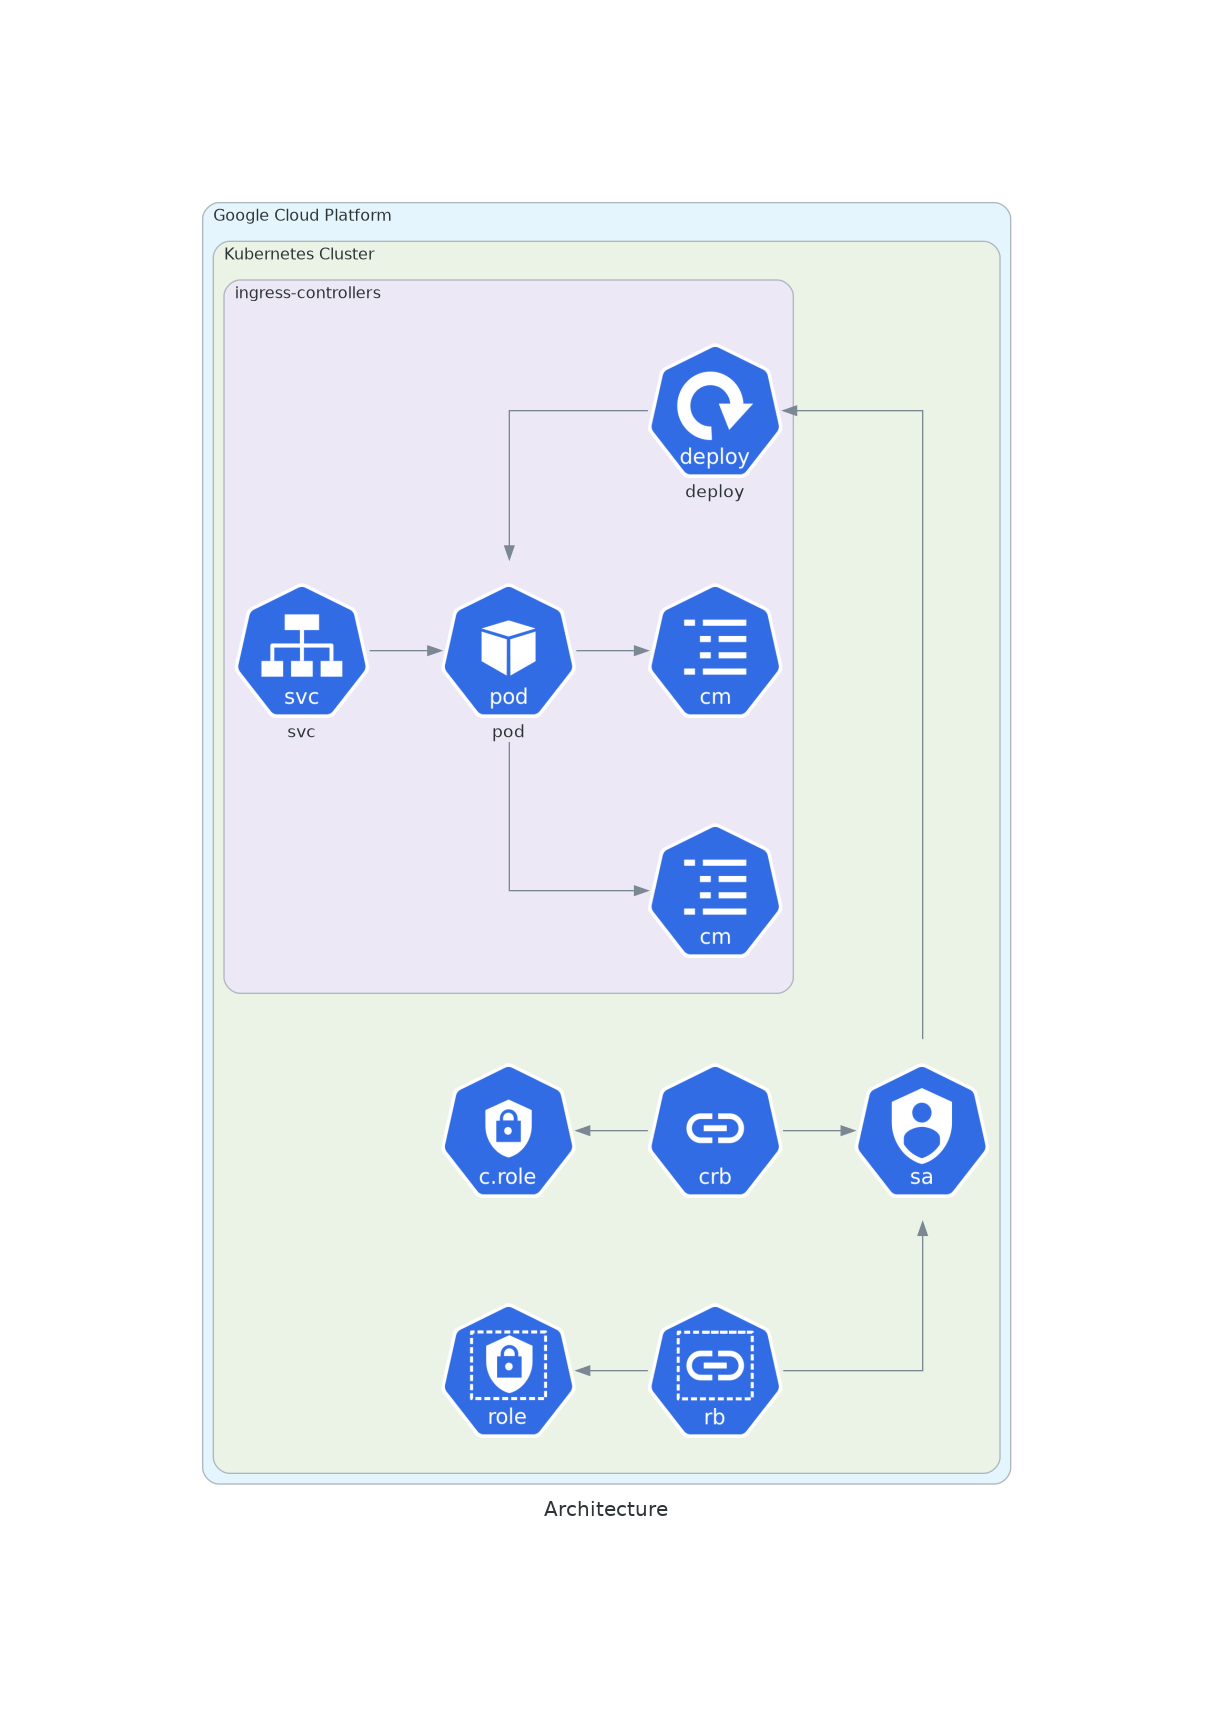 Google Cloud Platform
Kubernetes Cluster
ingress-controllers
deploy
deploy
svc
svc
pod
pod
cm
cm
c.role
crb
sa
role
rb
Architecture